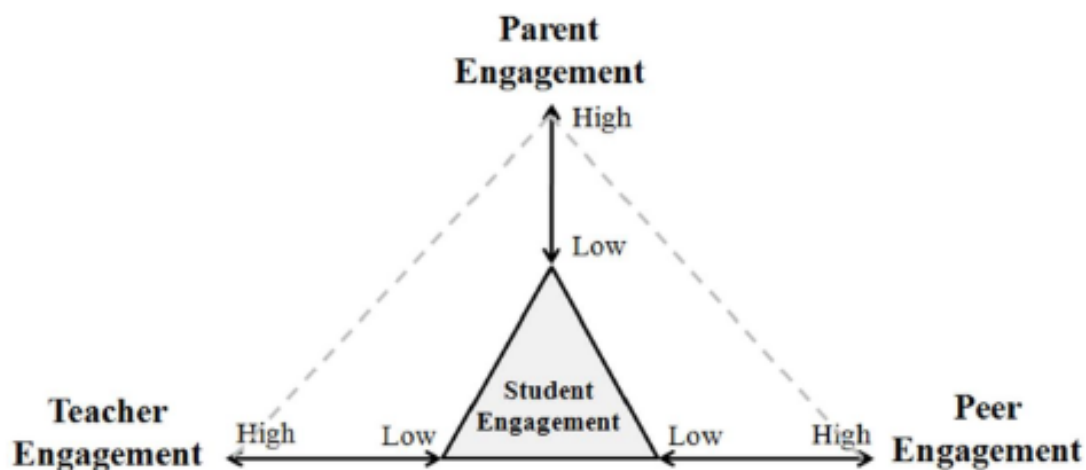 Parent
Engagement
High
Low
Student
Engagement
Teacher
Engagement
High
Low
Low
High
Peer
Engagement